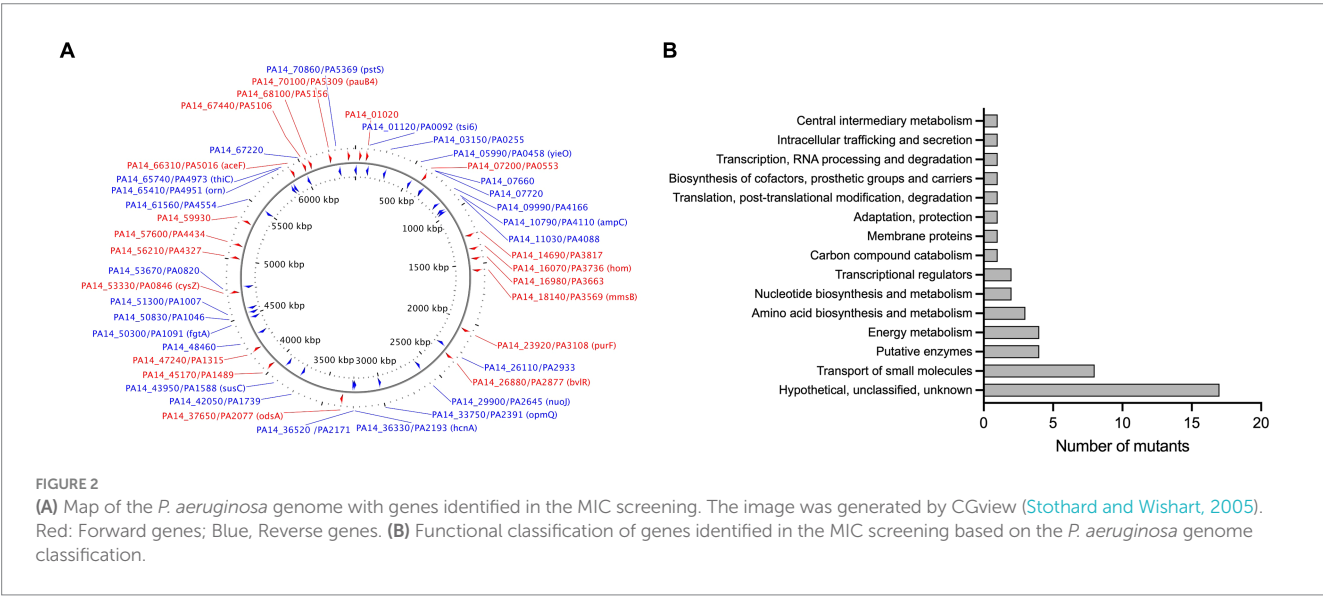 A
PA14_70860/PA5369 (pstS)
PA14_70100/PA5309 (pauB4)
PA14_68100/PA5156
PA14_67440/PA5106
PA14_01020
PA14_01120/PA0092 (tsi6)
PA14_03150/PA0255
PA14_05990/PA0458 (yieO)
PA14_07200/PA0553
PA14_07660
PA14_07720
PA14_09990/PA4166
PA14_10790/PA4110 (ampC)
PA14_11030/PA4088
PA14_14690/PA3817
PA14_16070/PA3736 (hom)
PA14_16980/PA3663
PA14_18140/PA3569 (mmsB)
PA14_23920/PA3108 (purF)
PA14_26110/PA2933
PA14_26880/PA2877 (bvlR)
PA14_29900/PA2645 (nuoJ)
PA14_33750/PA2391 (opmQ)
PA14_36330/PA2193 (hcnA)
PA14_36520 /PA2171
PA14_37650/PA2077 (odsA)
PA14_42050/PA1739
PA14_43950/PA1588 (susC)
PA14_45170/PA1489
PA14_47240/PA1315
PA14_48460
PA14_50300/PA1091 (fgtA)
PA14_50830/PA1046
PA14_51300/PA1007
PA14_53330/PA0846 (cysZ)
PA14_53670/PA0820
PA14_56210/PA4327
PA14_57600/PA4434
PA14_59930
PA14_61560/PA4554
PA14_65410/PA4951 (orn)
PA14_65740/PA4973 (thiC)
PA14_66310/PA5016 (aceF)
PA14_67220
500 kbp
1000 kbp
1500 kbp
2000 kbp
2500 kbp
3000 kbp
3500 kbp
4000 kbp
4500 kbp
5000 kbp
5500 kbp
6000 kbp
B
Central intermediary metabolism
Intracellular trafficking and secretion
Transcription, RNA processing and degradation
Biosynthesis of cofactors, prosthetic groups and carriers
Translation, post-translational modification, degradation
Adaptation, protection
Membrane proteins
Carbon compound catabolism
Transcriptional regulators
Nucleotide biosynthesis and metabolism
Amino acid biosynthesis and metabolism
Energy metabolism
Putative enzymes
Transport of small molecules
Hypothetical, unclassified, unknown
0 5 10 15 20
Number of mutants
FIGURE 2
(A) Map of the P. aeruginosa genome with genes identified in the MIC screening. The image was generated by CGview (Stothard and Wishart, 2005).
Red: Forward genes; Blue, Reverse genes. (B) Functional classification of genes identified in the MIC screening based on the P. aeruginosa genome
classification.